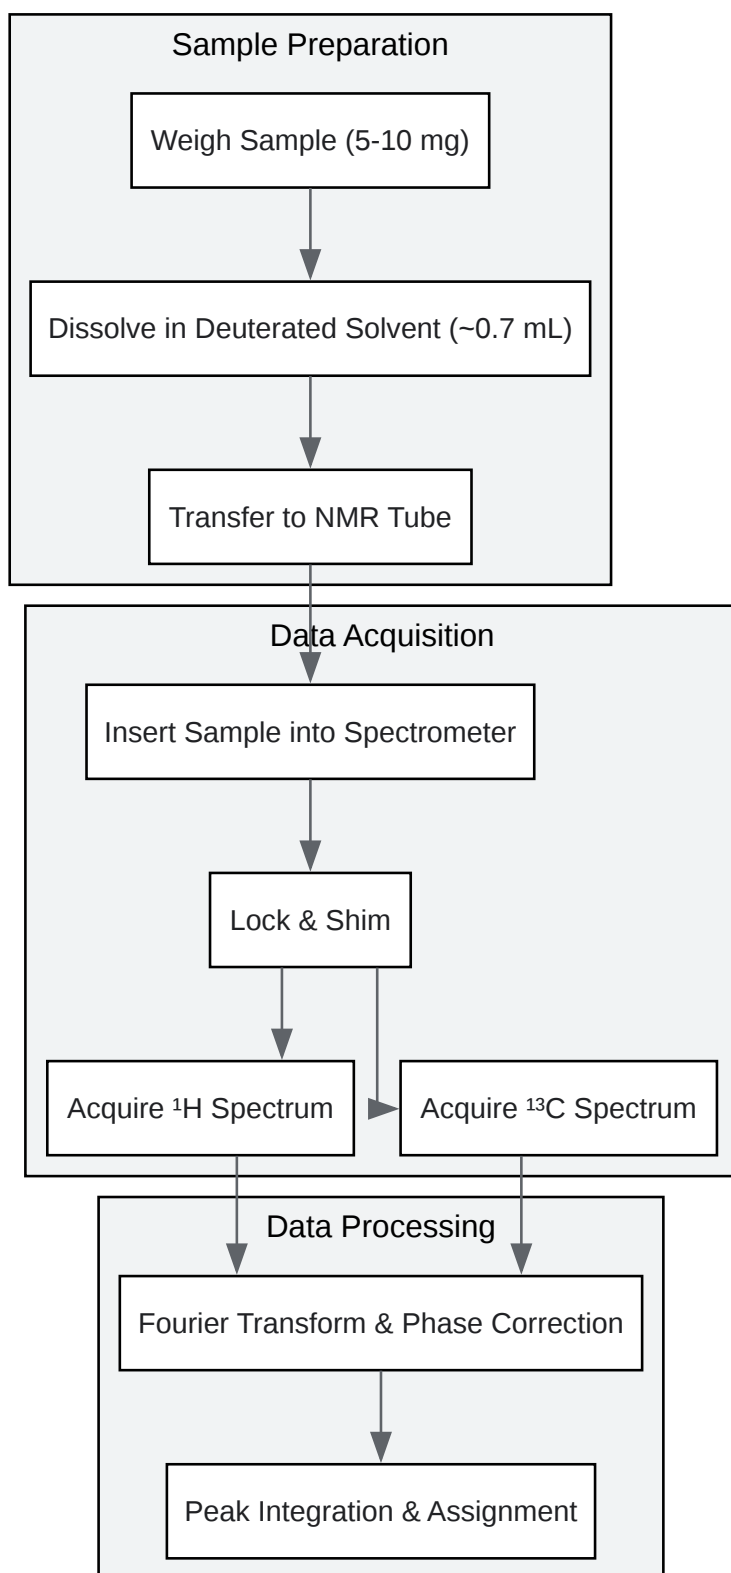 Sample Preparation
Weigh Sample (5-10 mg)
Dissolve in Deuterated Solvent (~0.7 mL)
Transfer to NMR Tube
Data Acquisition
Insert Sample into Spectrometer
Lock & Shim
Acquire ¹H Spectrum
Acquire ¹³C Spectrum
Data Processing
Fourier Transform & Phase Correction
Peak Integration & Assignment